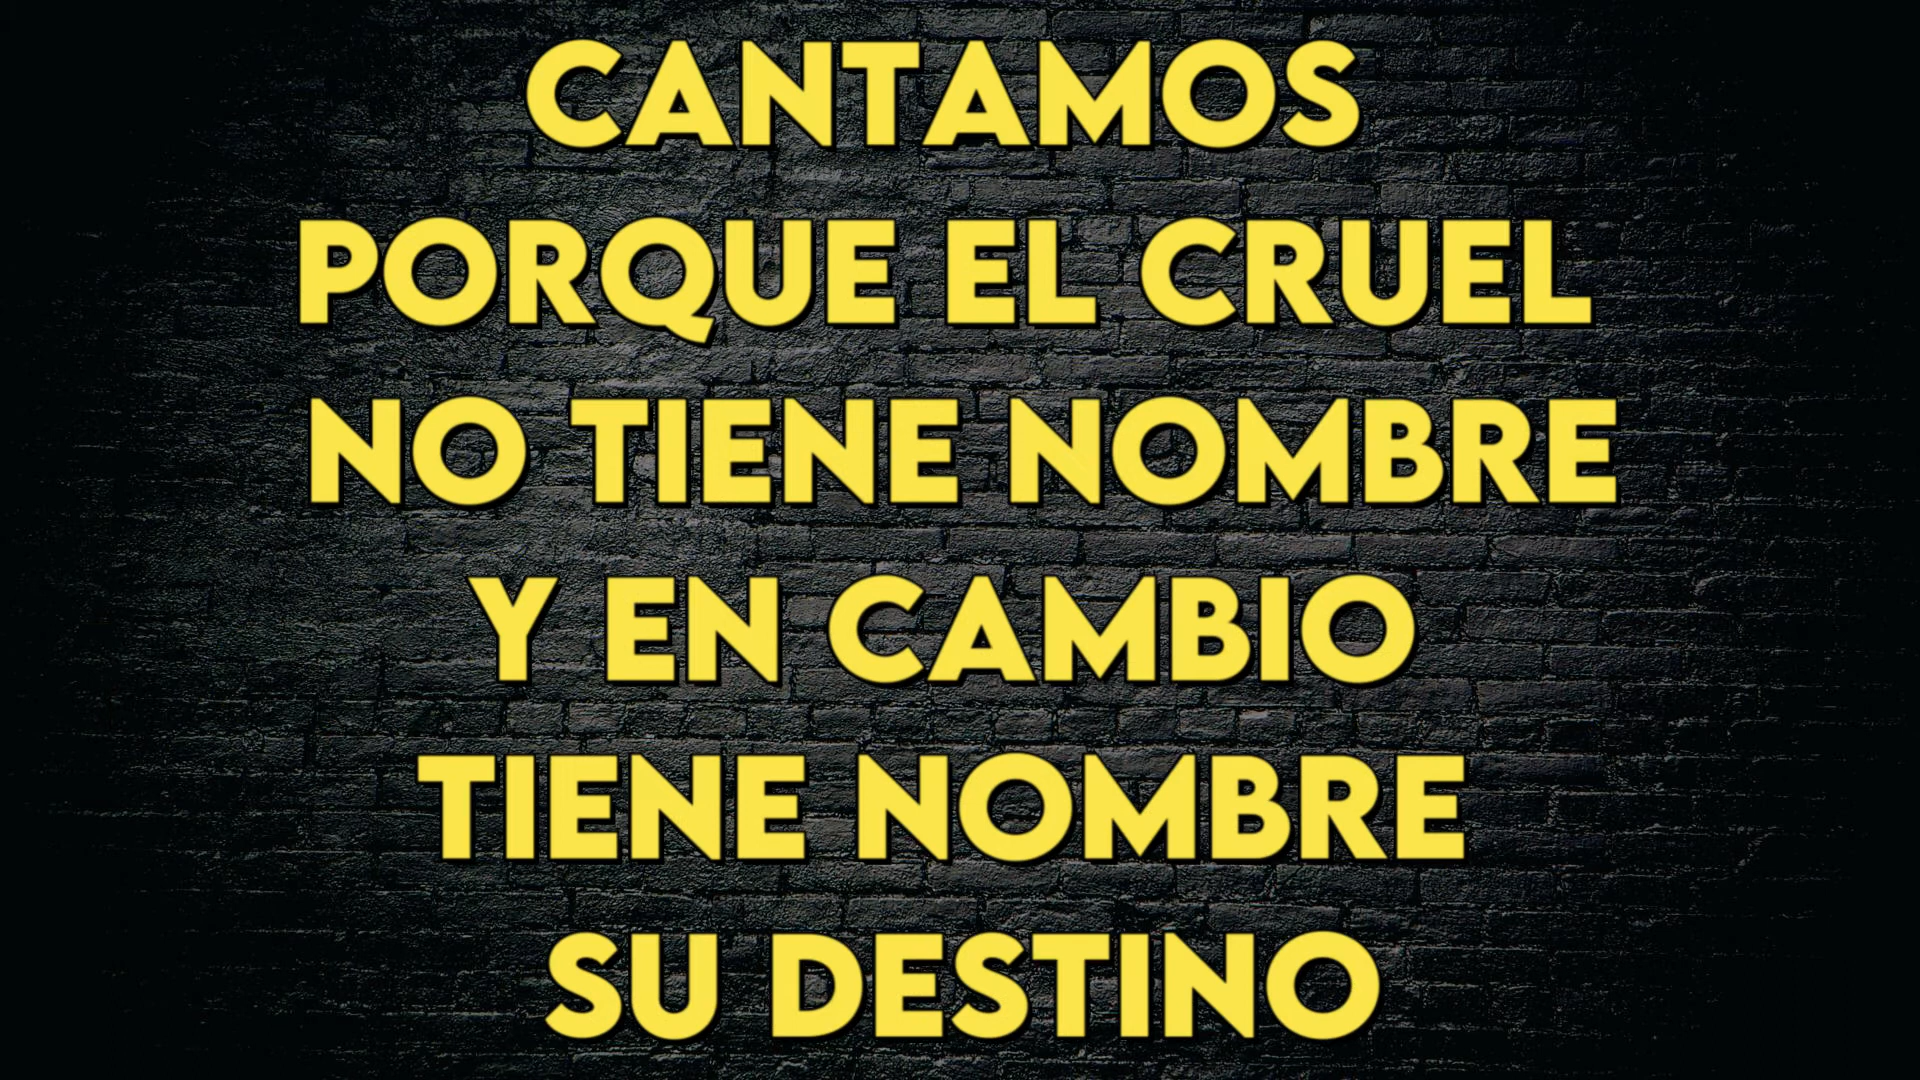 CANTAMOS
PORQUE EL CRUEL
NO TIENE NOMBRE
Y EN CAMBIO
TIENE NOMBRE
SU DESTINO